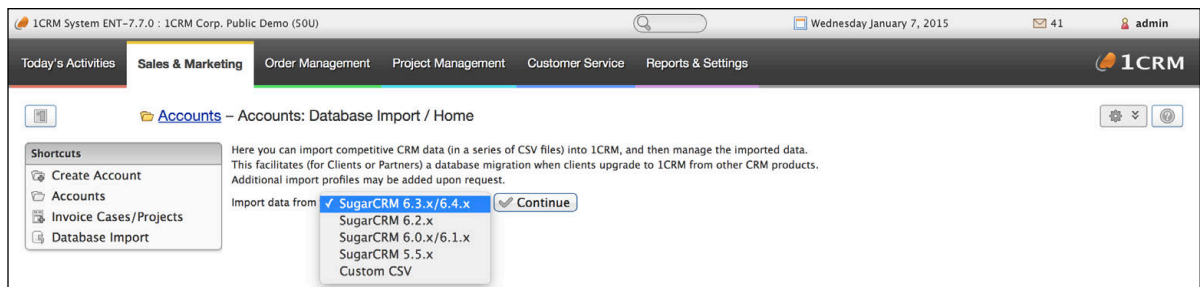 1CRM System ENT-7.7.0 : 1CRM Corp. Public Demo (50U)
Wednesday January 7, 2015
41
admin
Today's Activities Sales & Marketing Order Management Project Management Customer Service Reports & Settings
1CRM
Accounts – Accounts: Database Import / Home
Shortcuts
Create Account
Accounts
Invoice Cases/Projects
Database Import
Here you can import competitive CRM data (in a series of CSV files) into 1CRM, and then manage the imported data.
This facilitates (for Clients or Partners) a database migration when clients upgrade to 1CRM from other CRM products.
Additional import profiles may be added upon request.
Import data from ✓ SugarCRM 6.3.x/6.4.x Continue
SugarCRM 6.2.x
SugarCRM 6.0.x/6.1.x
SugarCRM 5.5.x
Custom CSV